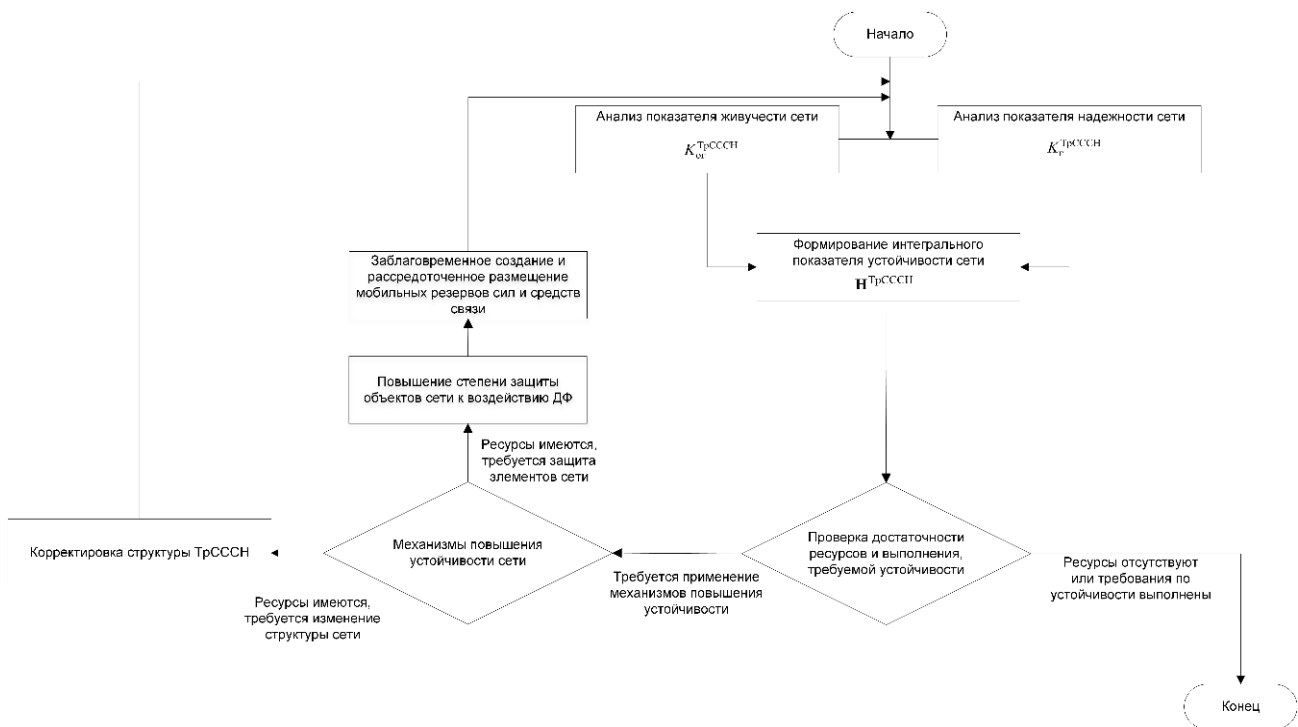 Начало
Анализ показателя живучести сети
K_ог^ТрСССН
Анализ показателя надежности сети
K_г^ТрСССН
Формирование интегрального
показателя устойчивости сети
H^ТрСССН
Заблаговременное создание и
рассредоточенное размещение
мобильных резервов сил и средств
связи
Повышение степени защиты
объектов сети к воздействию ДФ
Ресурсы имеются,
требуется защита
элементов сети
Корректировка структуры ТрСССН
Механизмы повышения
устойчивости сети
Проверка достаточности
ресурсов и выполнения,
требуемой устойчивости
Ресурсы имеются,
требуется изменение
структуры сети
Требуется применение
механизмов повышения
устойчивости
Ресурсы отсутствуют
или требования по
устойчивости выполнены
Конец